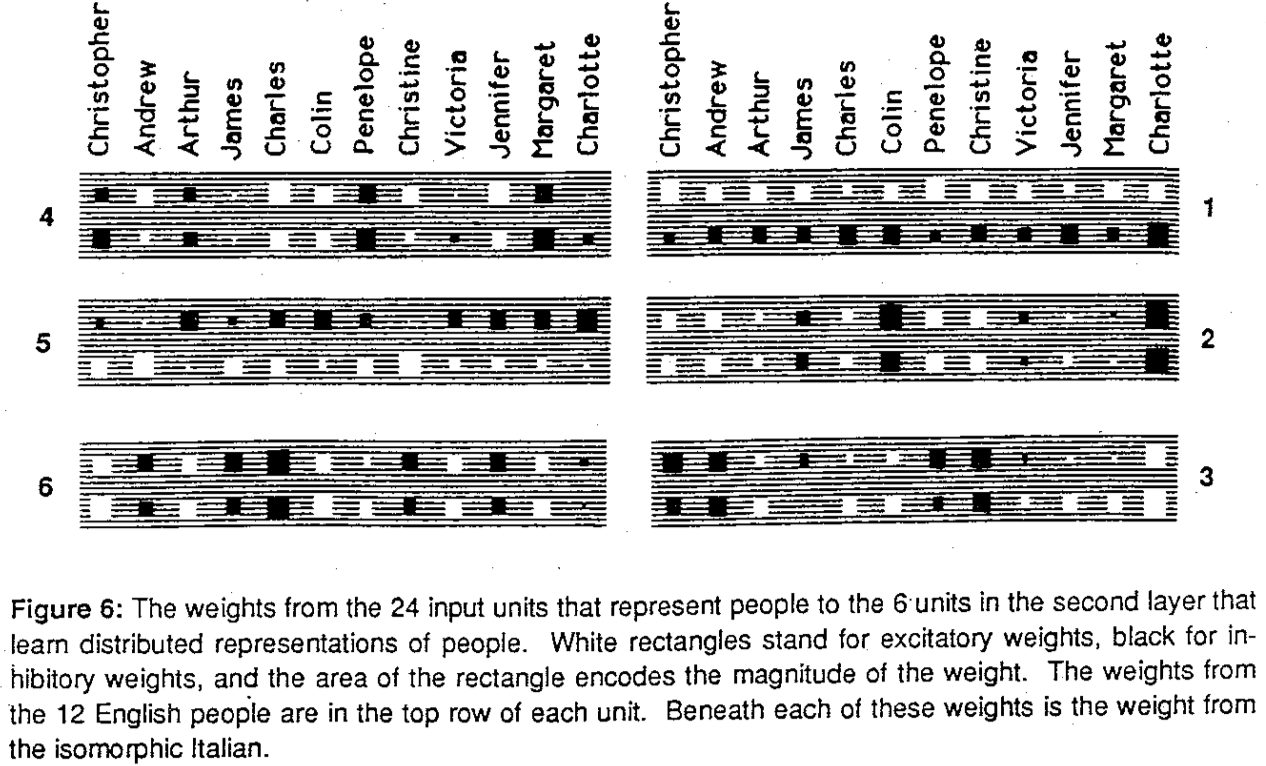 Christopher Andrew Arthur James Charles Colin Penelope Christine Victoria Jennifer Margaret Charlotte
Christopher Andrew Arthur James Charles Colin Penelope Christine Victoria Jennifer Margaret Charlotte
4
1
5
2
6
3
Figure 6: The weights from the 24 input units that represent people to the 6 units in the second layer that
learn distributed representations of people. White rectangles stand for excitatory weights, black for in-
hibitory weights, and the area of the rectangle encodes the magnitude of the weight. The weights from
the 12 English people are in the top row of each unit. Beneath each of these weights is the weight from
the isomorphic Italian.